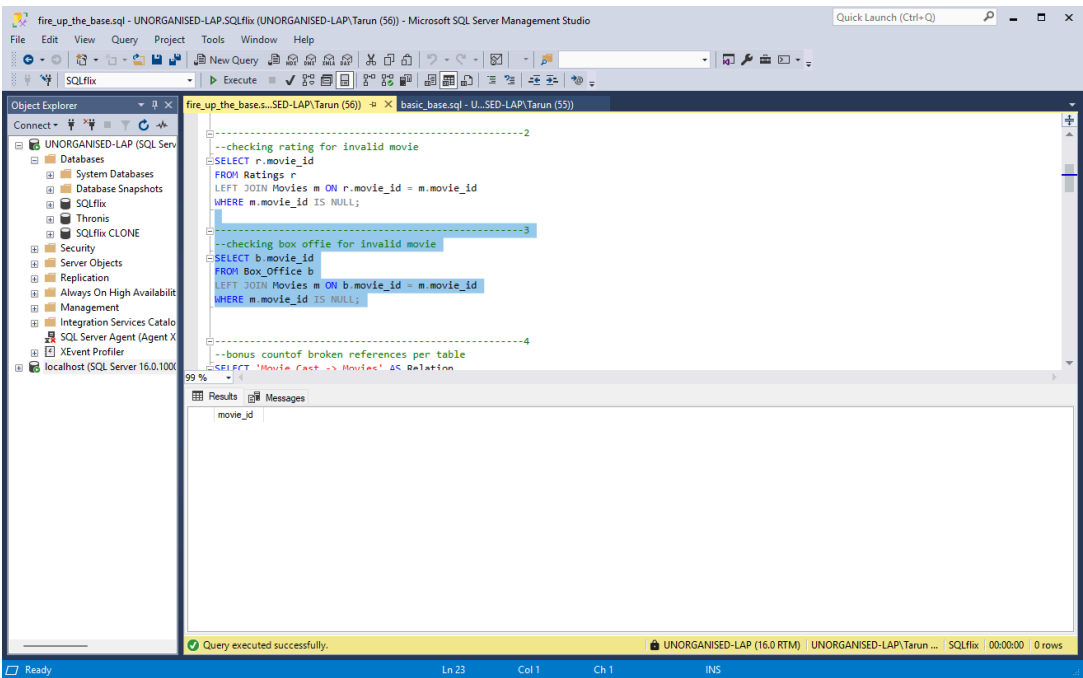 fire_up_the_base.sql - UNORGANISED-LAP.SQLflix (UNORGANISED-LAP\Tarun (56)) - Microsoft SQL Server Management Studio
Quick Launch (Ctrl+Q)
File Edit View Query Project Tools Window Help
New Query
SQLflix
Execute
Object Explorer
fire_up_the_base.s...SED-LAP\Tarun (56))
basic_base.sql - U...SED-LAP\Tarun (55))
Connect
UNORGANISED-LAP (SQL Serv
Databases
System Databases
Database Snapshots
SQLflix
Thronis
SQLflix CLONE
Security
Server Objects
Replication
Always On High Availabilit
Management
Integration Services Catalo
SQL Server Agent (Agent X
XEvent Profiler
localhost (SQL Server 16.0.100
---------------------------------------------------2
--checking rating for invalid movie
SELECT r.movie_id
FROM Ratings r
LEFT JOIN Movies m ON r.movie_id = m.movie_id
WHERE m.movie_id IS NULL;
---------------------------------------------------3
--checking box offie for invalid movie
SELECT b.movie_id
FROM Box_Office b
LEFT JOIN Movies m ON b.movie_id = m.movie_id
WHERE m.movie_id IS NULL;
---------------------------------------------------4
--bonus countof broken references per table
SELECT 'Movie_Cast -> Movies' AS Relation
99 %
Results Messages
movie_id
Query executed successfully.
UNORGANISED-LAP (16.0 RTM) UNORGANISED-LAP\Tarun ... SQLflix 00:00:00 0 rows
Ready Ln 23 Col 1 Ch 1 INS